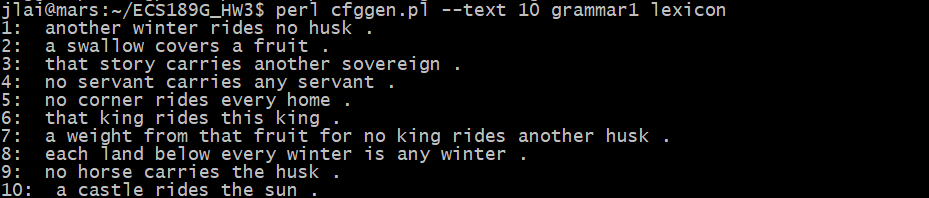 jlai@mars:~/ECS189G_HW3$ perl cfggen.pl --text 10 grammar1 lexicon
1:  another winter rides no husk .
2:  a swallow covers a fruit .
3:  that story carries another sovereign .
4:  no servant carries any servant .
5:  no corner rides every home .
6:  that king rides this king .
7:  a weight from that fruit for no king rides another husk .
8:  each land below every winter is any winter .
9:  no horse carries the husk .
10:  a castle rides the sun .